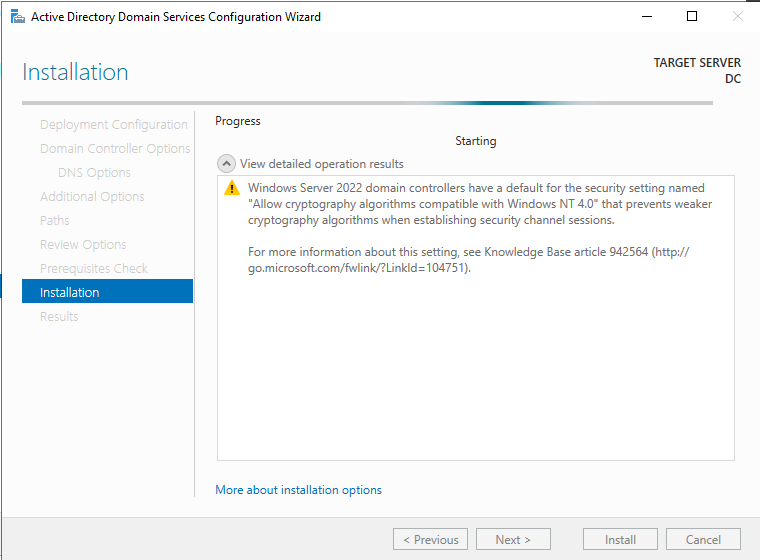 Active Directory Domain Services Configuration Wizard
Installation
TARGET SERVER
DC
Deployment Configuration
Domain Controller Options
DNS Options
Additional Options
Paths
Review Options
Prerequisites Check
Installation
Results
Progress
Starting
View detailed operation results
Windows Server 2022 domain controllers have a default for the security setting named
"Allow cryptography algorithms compatible with Windows NT 4.0" that prevents weaker
cryptography algorithms when establishing security channel sessions.
For more information about this setting, see Knowledge Base article 942564 (http://
go.microsoft.com/fwlink/?LinkId=104751).
More about installation options
< Previous
Next >
Install
Cancel